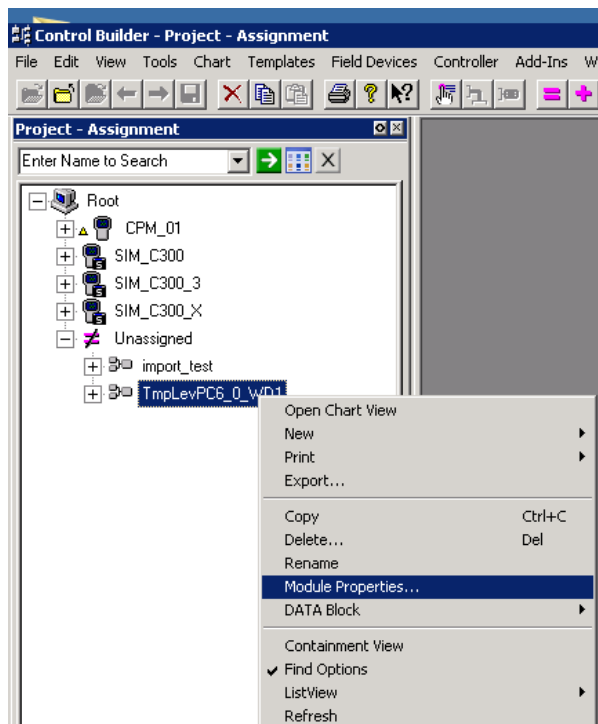 Control Builder - Project - Assignment
File Edit View Tools Chart Templates Field Devices Controller Add-Ins W
Project - Assignment
Enter Name to Search
Root
CPM_01
SIM_C300
SIM_C300_3
SIM_C300_X
Unassigned
import_test
TmpLevPC6_0_WD1
Open Chart View
New
Print
Export...
Copy Ctrl+C
Delete... Del
Rename
Module Properties...
DATA Block
Containment View
Find Options
ListView
Refresh